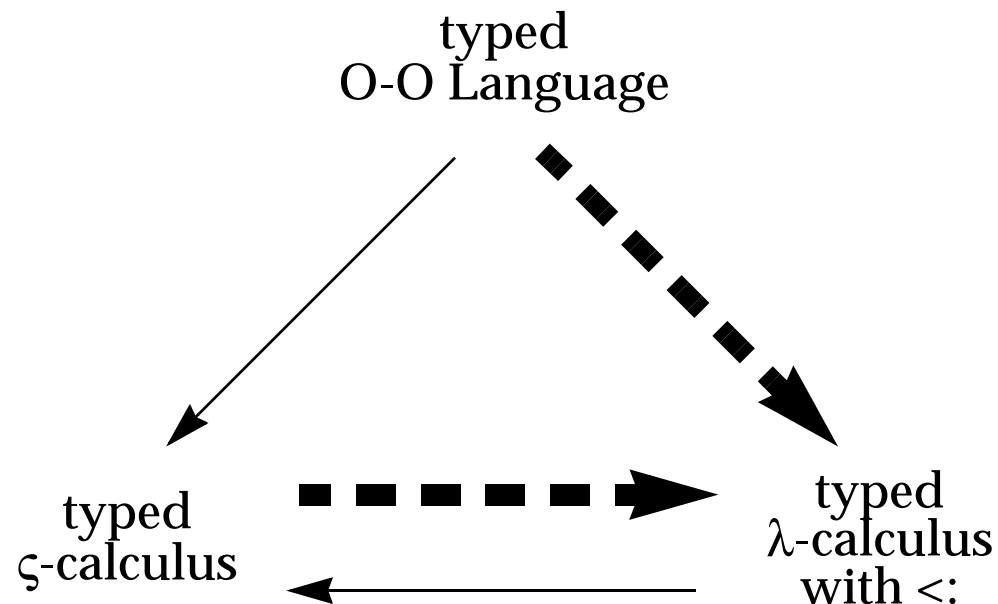 typed
O-O Language
typed
ς-calculus
typed
λ-calculus
with <: